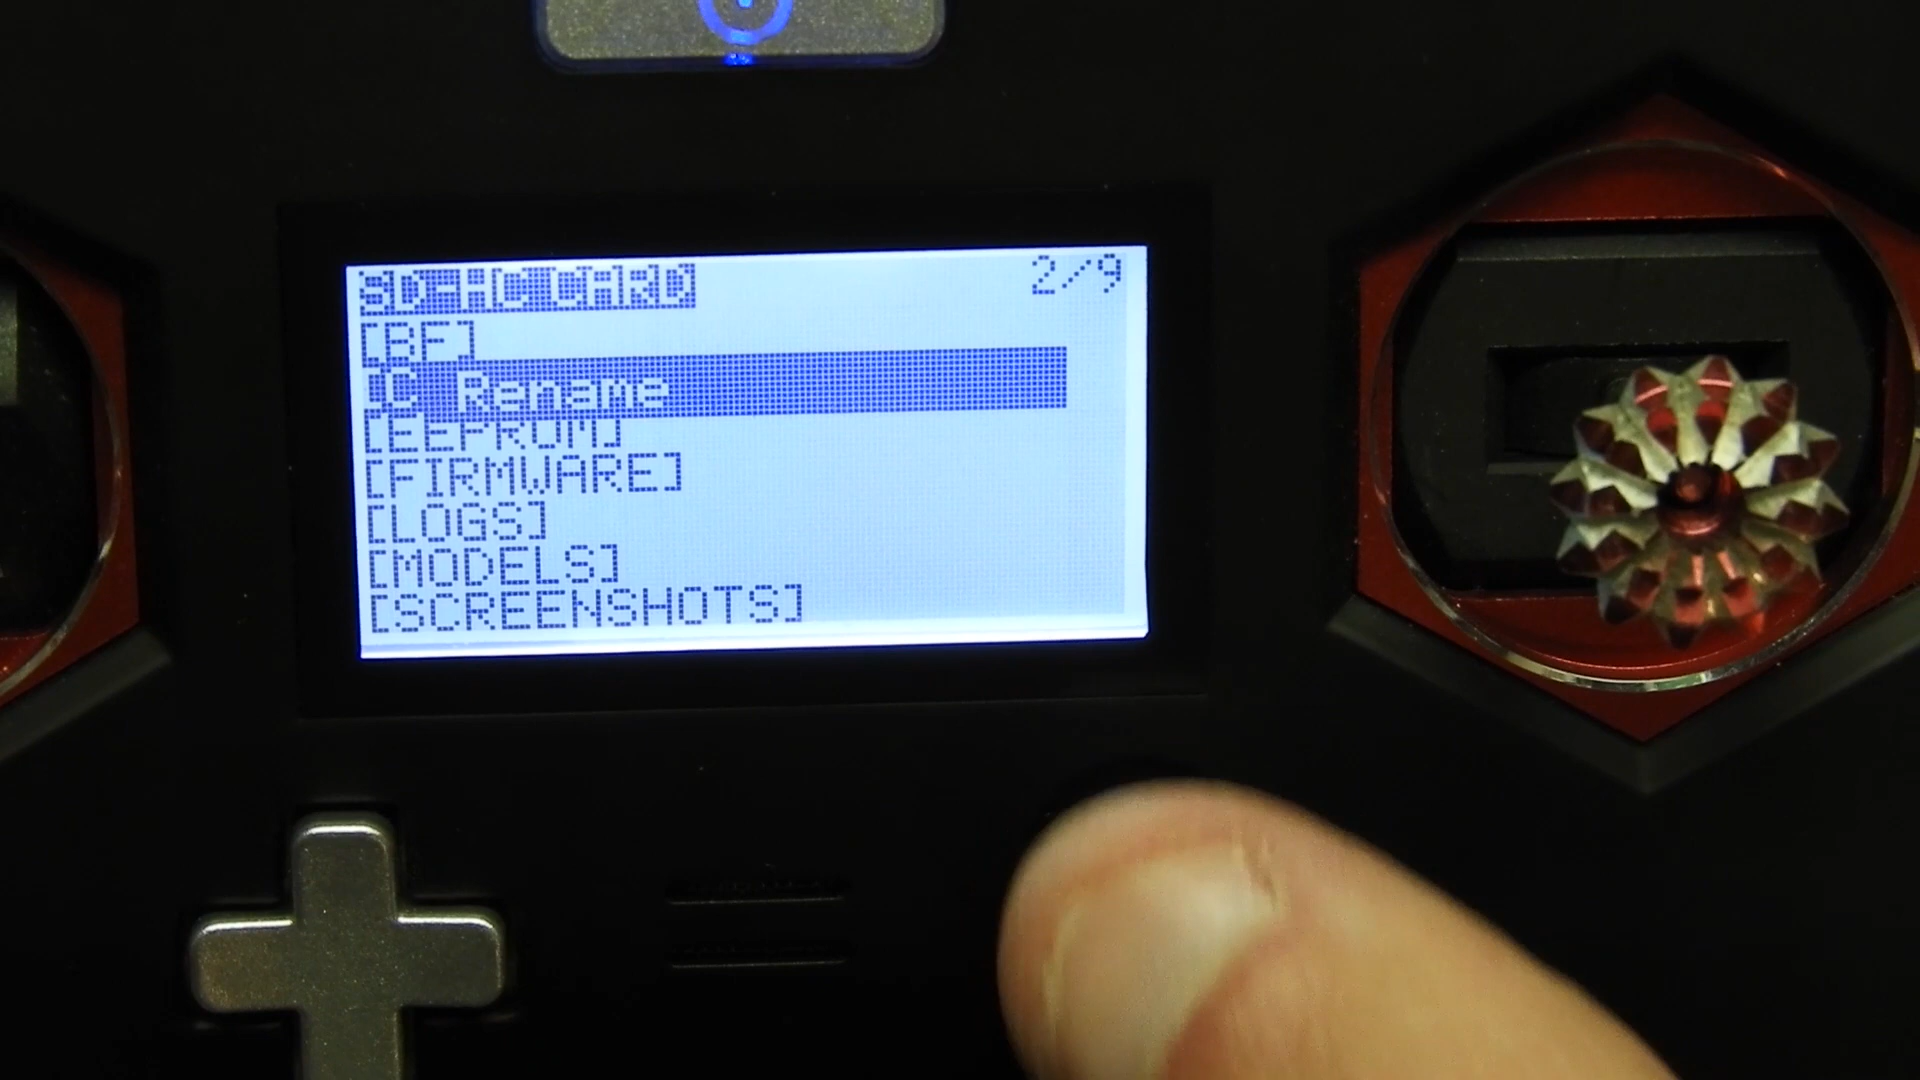 SD-HC CARD 2/9
[BF]
[C Rename
[EEPROM]
[FIRMWARE]
[LOGS]
[MODELS]
[SCREENSHOTS]